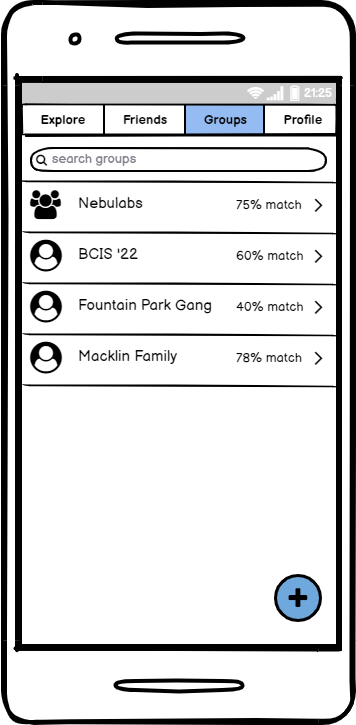 21:25
Explore Friends Groups Profile
search groups
Nebulabs 75% match
BCIS '22 60% match
Fountain Park Gang 40% match
Macklin Family 78% match